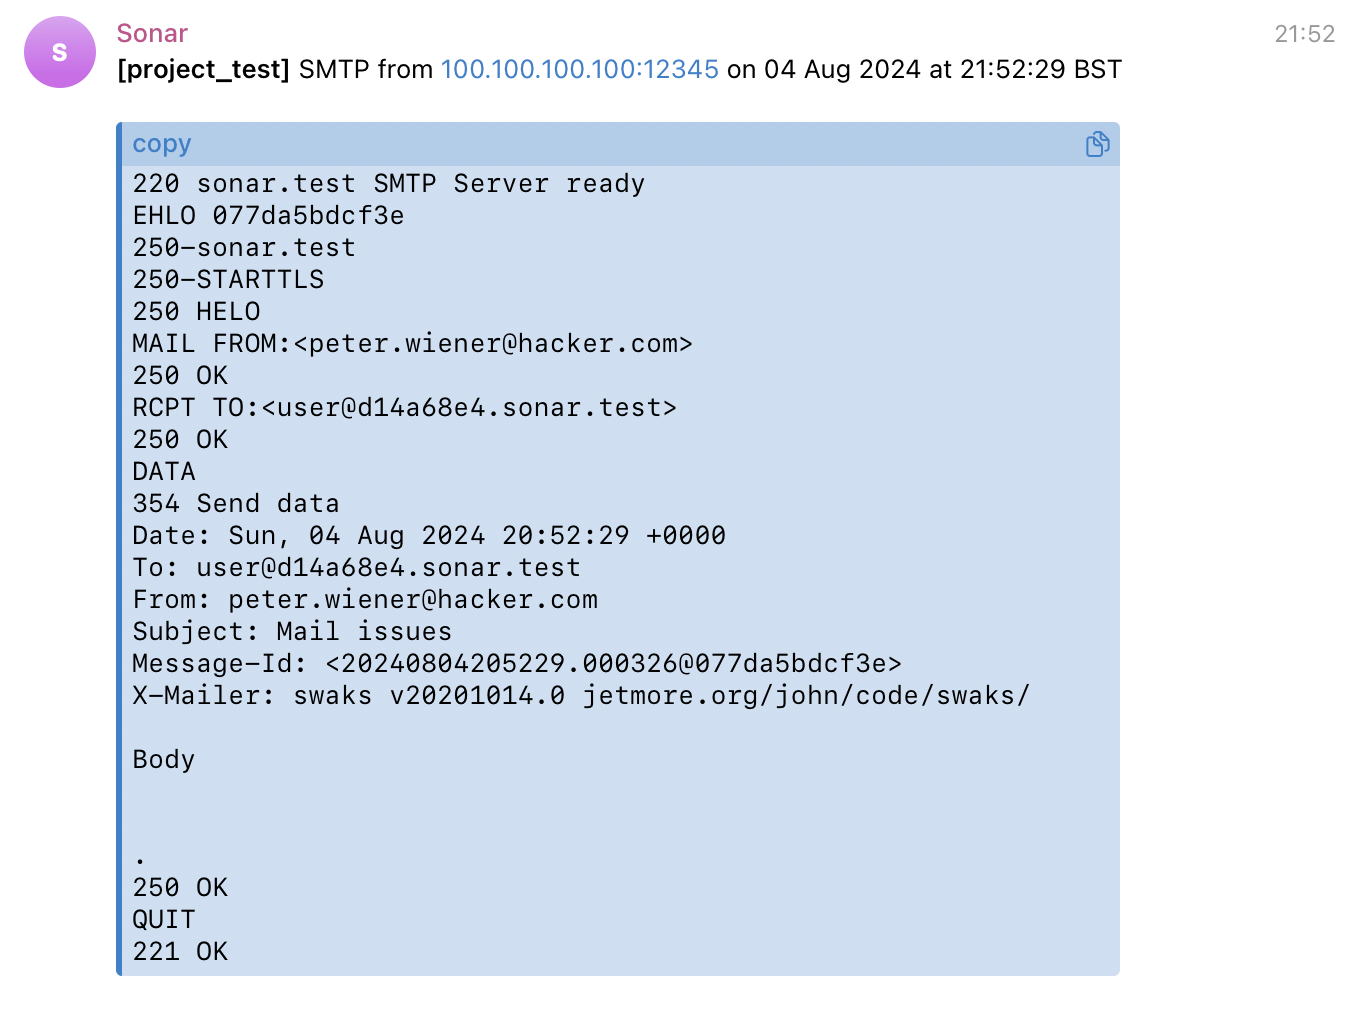 S
Sonar
21:52
[project_test] SMTP from 100.100.100.100:12345 on 04 Aug 2024 at 21:52:29 BST
copy
220 sonar.test SMTP Server ready
EHLO 077da5bdcf3e
250-sonar.test
250-STARTTLS
250 HELO
MAIL FROM:<peter.wiener@hacker.com>
250 OK
RCPT TO:<user@d14a68e4.sonar.test>
250 OK
DATA
354 Send data
Date: Sun, 04 Aug 2024 20:52:29 +0000
To: user@d14a68e4.sonar.test
From: peter.wiener@hacker.com
Subject: Mail issues
Message-Id: <20240804205229.000326@077da5bdcf3e>
X-Mailer: swaks v20201014.0 jetmore.org/john/code/swaks/

Body


.
250 OK
QUIT
221 OK